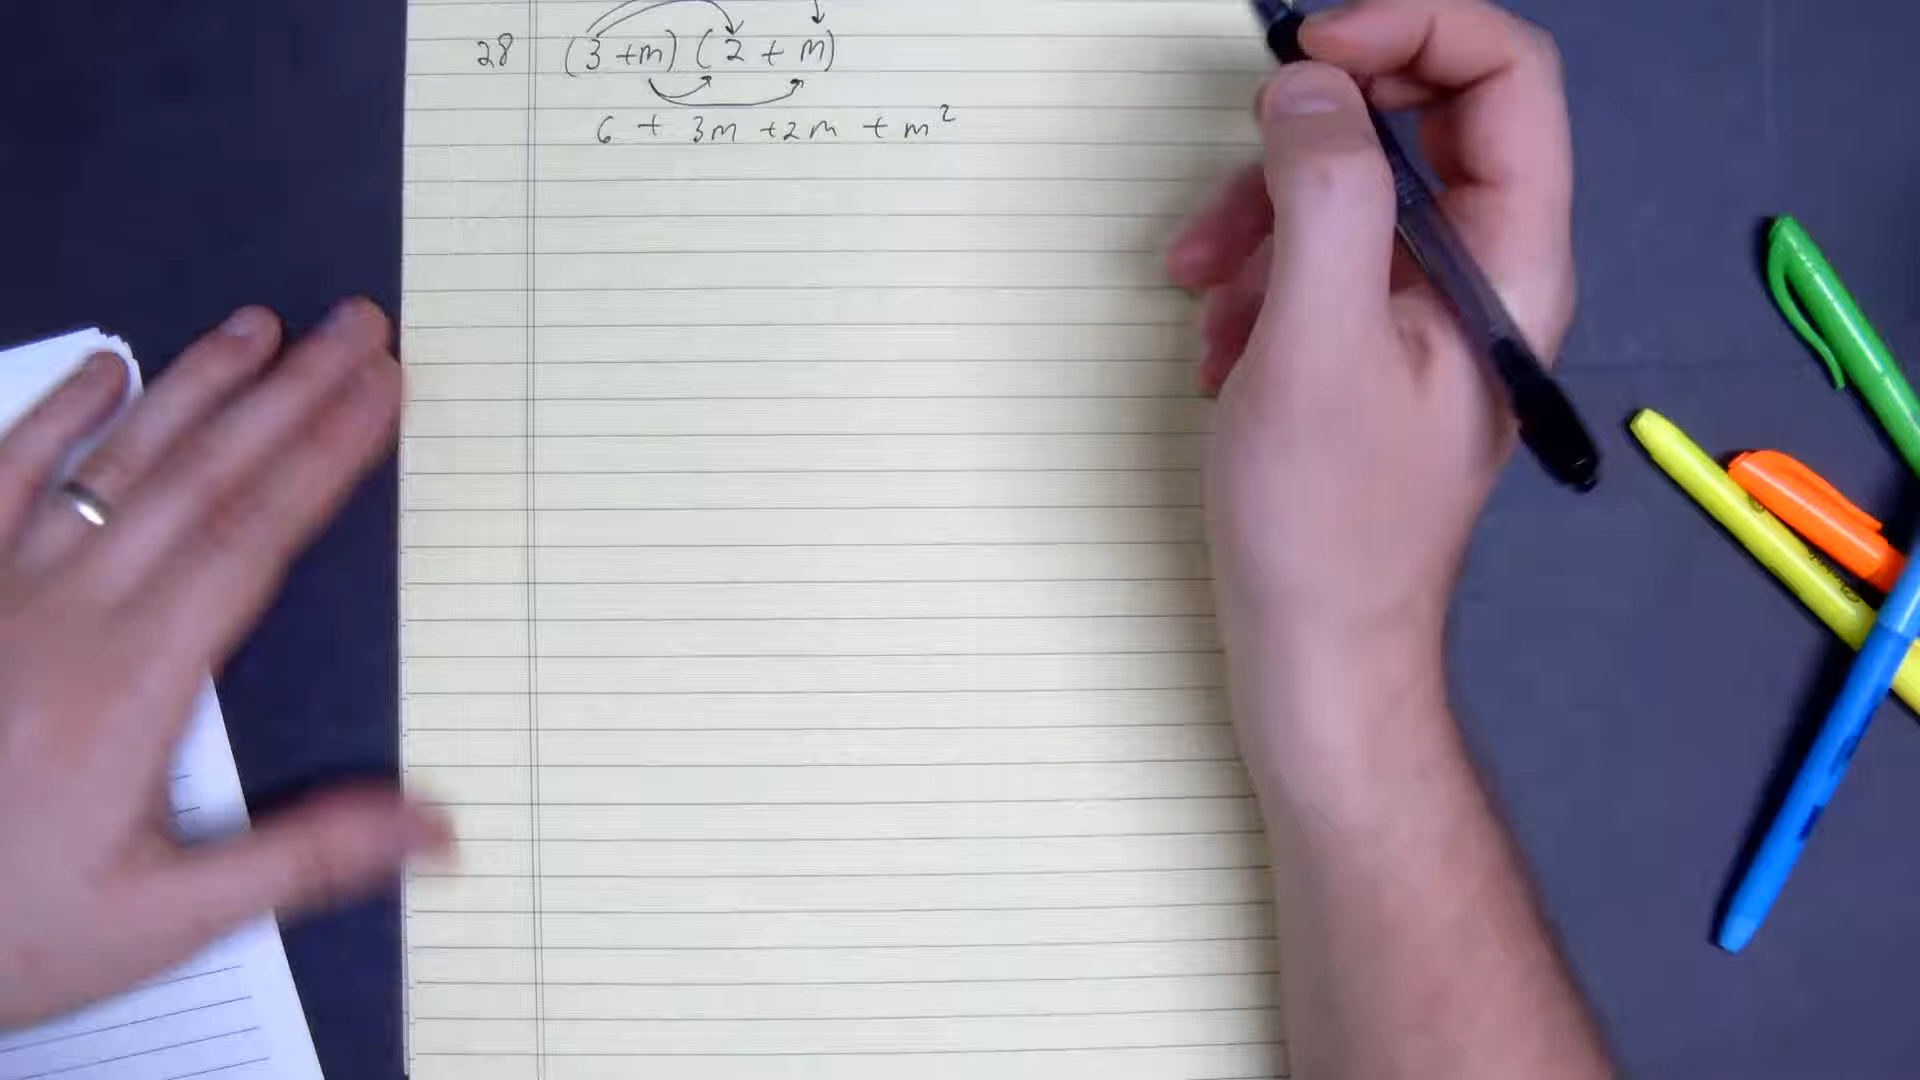 28 (3 + m) (2 + m)
6 + 3m + 2m + m²